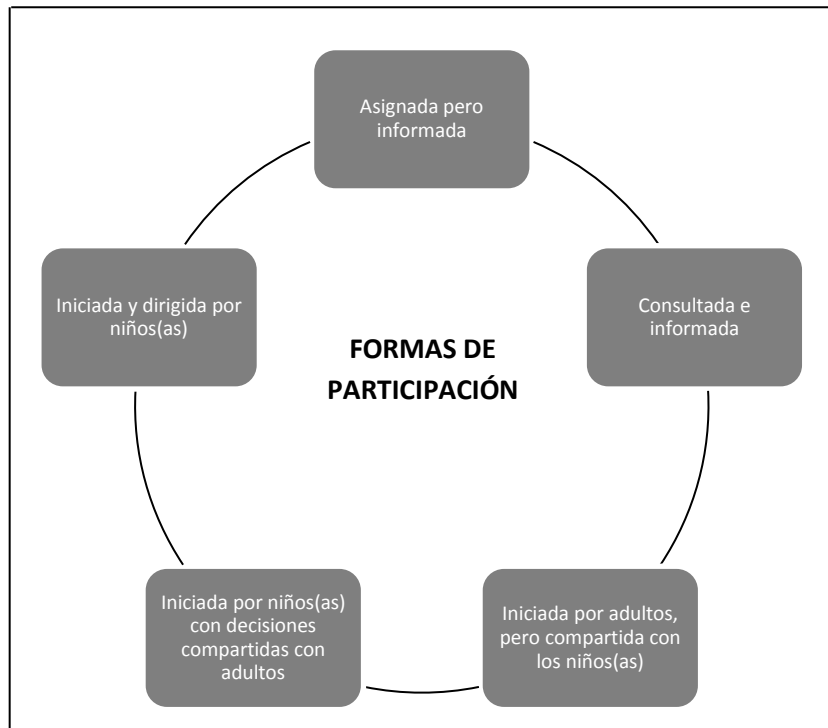 Asignada pero
informada
Consultada e
informada
Iniciada por adultos,
pero compartida con
los niños(as)
Iniciada por niños(as)
con decisiones
compartidas con
adultos
Iniciada y dirigida por
niños(as)
FORMAS DE
PARTICIPACIÓN